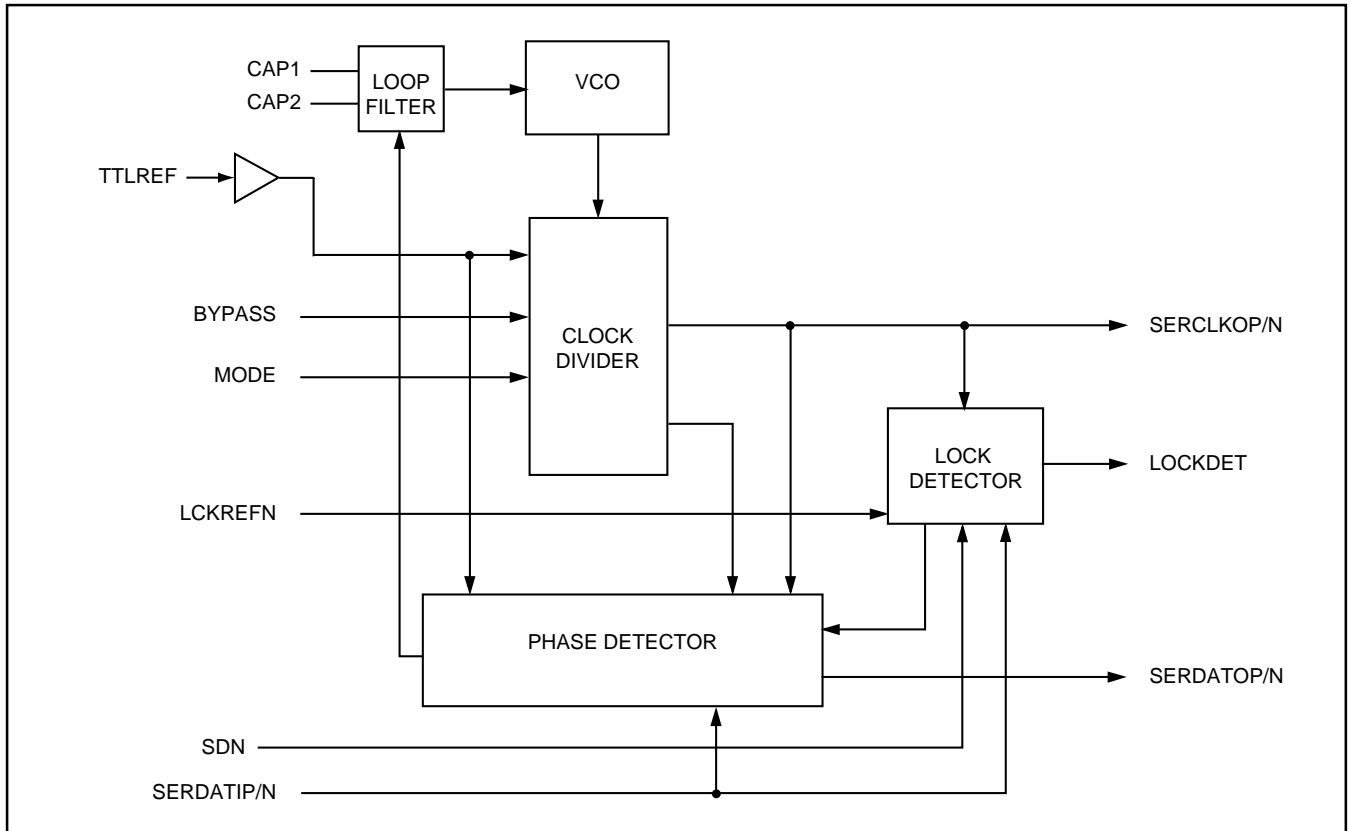 CAP1
CAP2
LOOP
FILTER
VCO
TTLREF
BYPASS
MODE
CLOCK
DIVIDER
SERCLKOP/N
LOCK
DETECTOR
LOCKDET
LCKREFN
PHASE DETECTOR
SERDATOP/N
SDN
SERDATIP/N